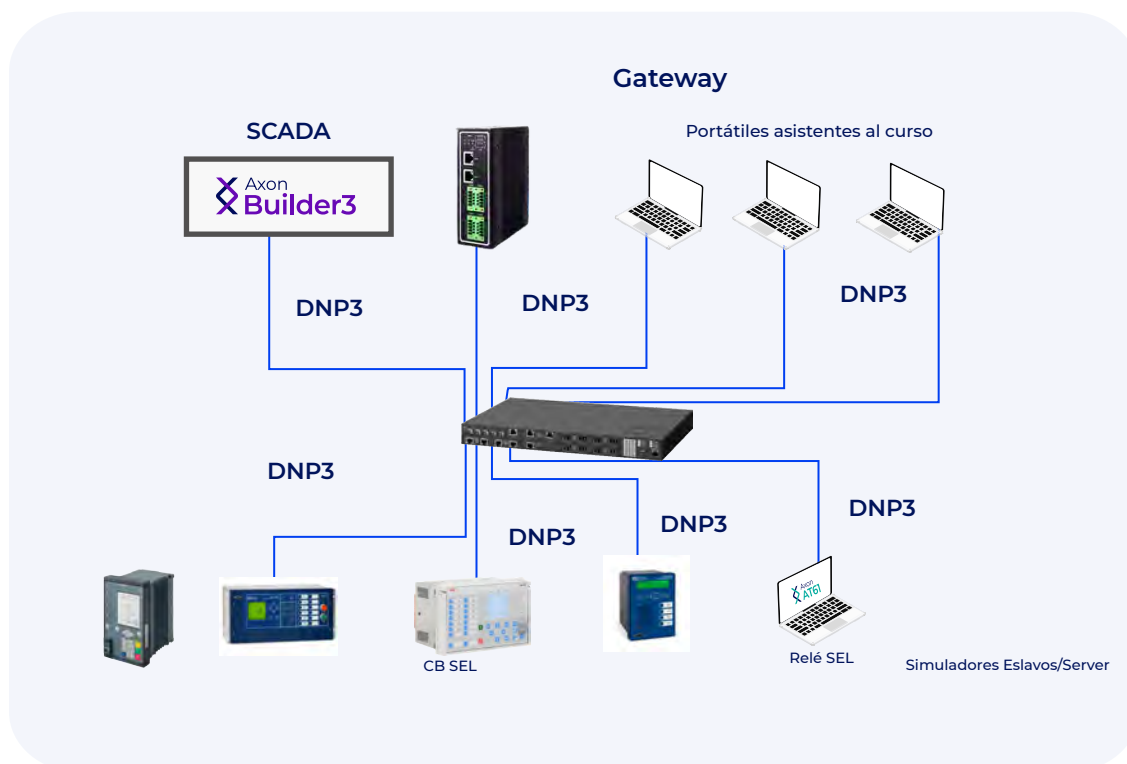 Gateway
SCADA
Portátiles asistentes al curso
Axon
Builder3
DNP3
DNP3
DNP3
DNP3
DNP3
DNP3
DNP3
Axon
AT61
CB SEL
Relé SEL
Simuladores Eslavos/Server